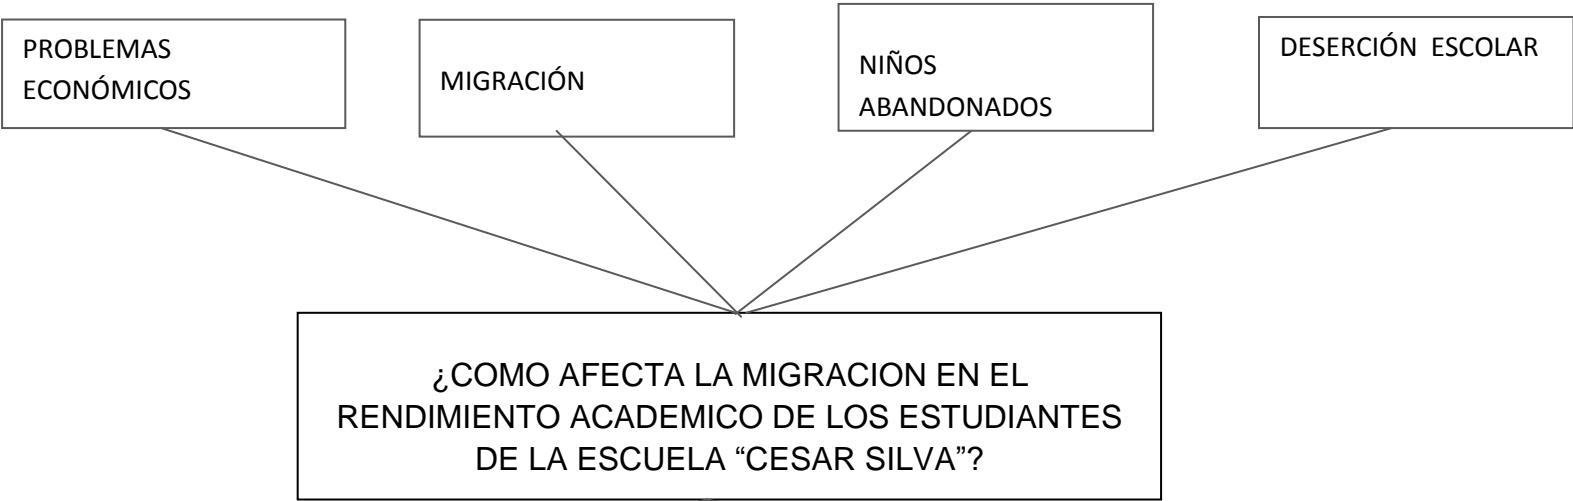 PROBLEMAS
ECONÓMICOS
MIGRACIÓN
NIÑOS
ABANDONADOS
DESERCIÓN ESCOLAR
¿COMO AFECTA LA MIGRACION EN EL
RENDIMIENTO ACADEMICO DE LOS ESTUDIANTES
DE LA ESCUELA “CESAR SILVA”?